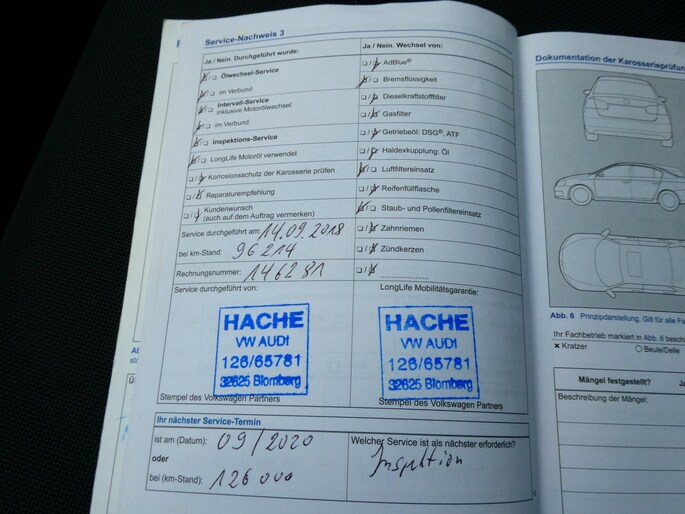 Service-Nachweis 3
Ja / Nein. Durchgeführt wurde:
Ölwechsel-Service
im Verbund
Intervall-Service
inklusive Motorölwechsel
im Verbund
Inspektions-Service
LongLife Motoröl verwendet
Korrosionsschutz der Karosserie prüfen
Reparaturempfehlung
Kundenwunsch
(auch auf dem Auftrag vermerken)
Service durchgeführt am: 14.09.2018
bei km-Stand: 96214
Rechnungsnummer: 146281
Service durchgeführt von:
HACHE
VW AUDI
126/65781
32825 Blomberg
Stempel des Volkswagen Partners
Ja / Nein. Wechsel von:
AdBlue®
Bremsflüssigkeit
Dieselkraftstofffilter
Gasfilter
Getriebeöl: DSG®, ATF
Haldexkupplung: Öl
Luftfiltereinsatz
Reifenfüllflasche
Staub- und Pollenfiltereinsatz
Zahnriemen
Zündkerzen
LongLife Mobilitätsgarantie:
HACHE
VW AUDI
126/65781
32825 Blomberg
Stempel des Volkswagen Partners
Ihr nächster Service-Termin
ist am (Datum): 09/2020
oder
bei (km-Stand): 126000
Welcher Service ist als nächster erforderlich?
Inspektion
Dokumentation der Karosserieprüfun
Abb. 6 Prinzipdarstellung. Gilt für alle Fa
Ihr Fachbetrieb markiert in Abb. 6 besch
× Kratzer
Beule/Delle
Mängel festgestellt?
Beschreibung der Mängel: